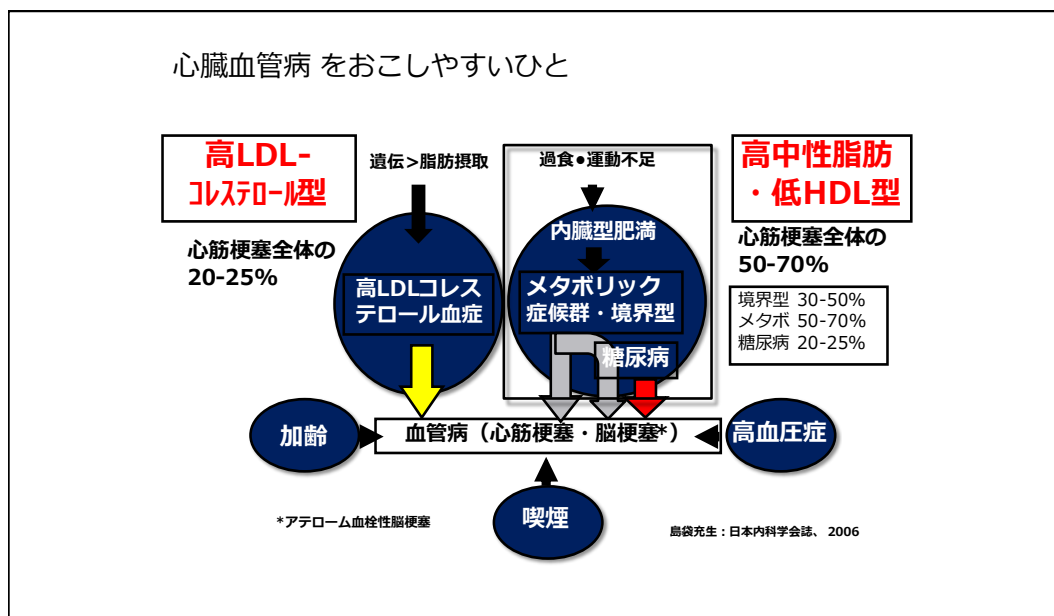 心臓血管病 をおこしやすいひと
高LDL-
ｺﾚｽﾃﾛｰﾙ型
心筋梗塞全体の
20-25%
遺伝>脂肪摂取
高LDLコレス
テロール血症
過食●運動不足
内臓型肥満
メタボリック
症候群・境界型
糖尿病
高中性脂肪
・低HDL型
心筋梗塞全体の
50-70%
境界型 30-50%
メタボ 50-70%
糖尿病 20-25%
加齢
血管病（心筋梗塞・脳梗塞*）
高血圧症
喫煙
*アテローム血栓性脳梗塞
島袋充生：日本内科学会誌、2006